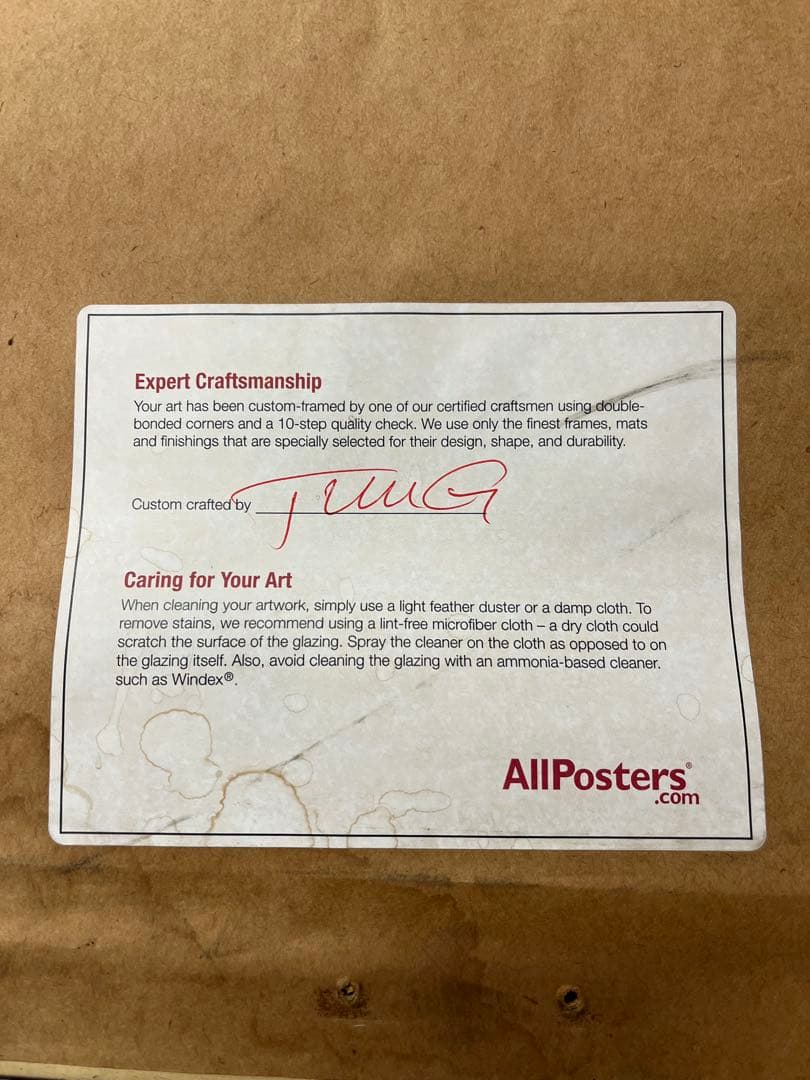 Expert Craftsmanship
Your art has been custom-framed by one of our certified craftsmen using double-
bonded corners and a 10-step quality check. We use only the finest frames, mats
and finishings that are specially selected for their design, shape, and durability.
Custom crafted by
Caring for Your Art
When cleaning your artwork, simply use a light feather duster or a damp cloth. To
remove stains, we recommend using a lint-free microfiber cloth – a dry cloth could
scratch the surface of the glazing. Spray the cleaner on the cloth as opposed to on
the glazing itself. Also, avoid cleaning the glazing with an ammonia-based cleaner.
such as Windex®.
AllPosters®
.com